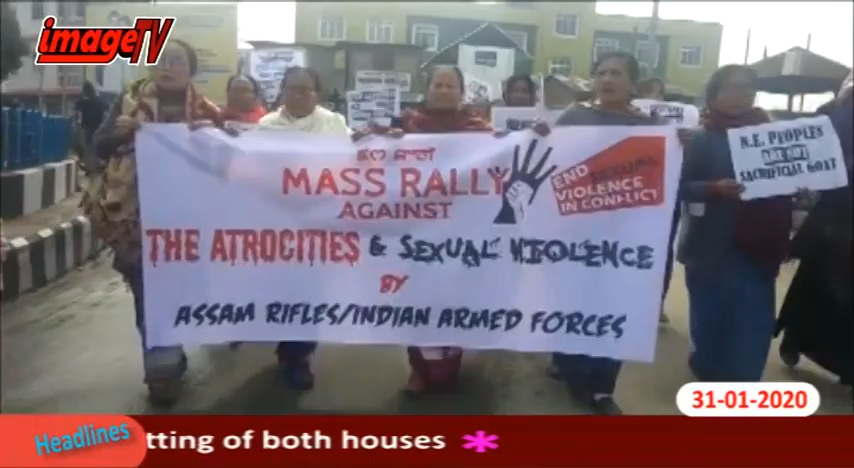 imageTV
MASS RALLY
AGAINST
THE ATROCITIES & SEXUAL VIOLENCE
BY
ASSAM RIFLES/INDIAN ARMED FORCES
END SEXUAL
VIOLENCE
IN CONFLICT
N.E. PEOPLES
ARE NOT
SACRIFICIAL GOAT
31-01-2020
Headlines
tting of both houses